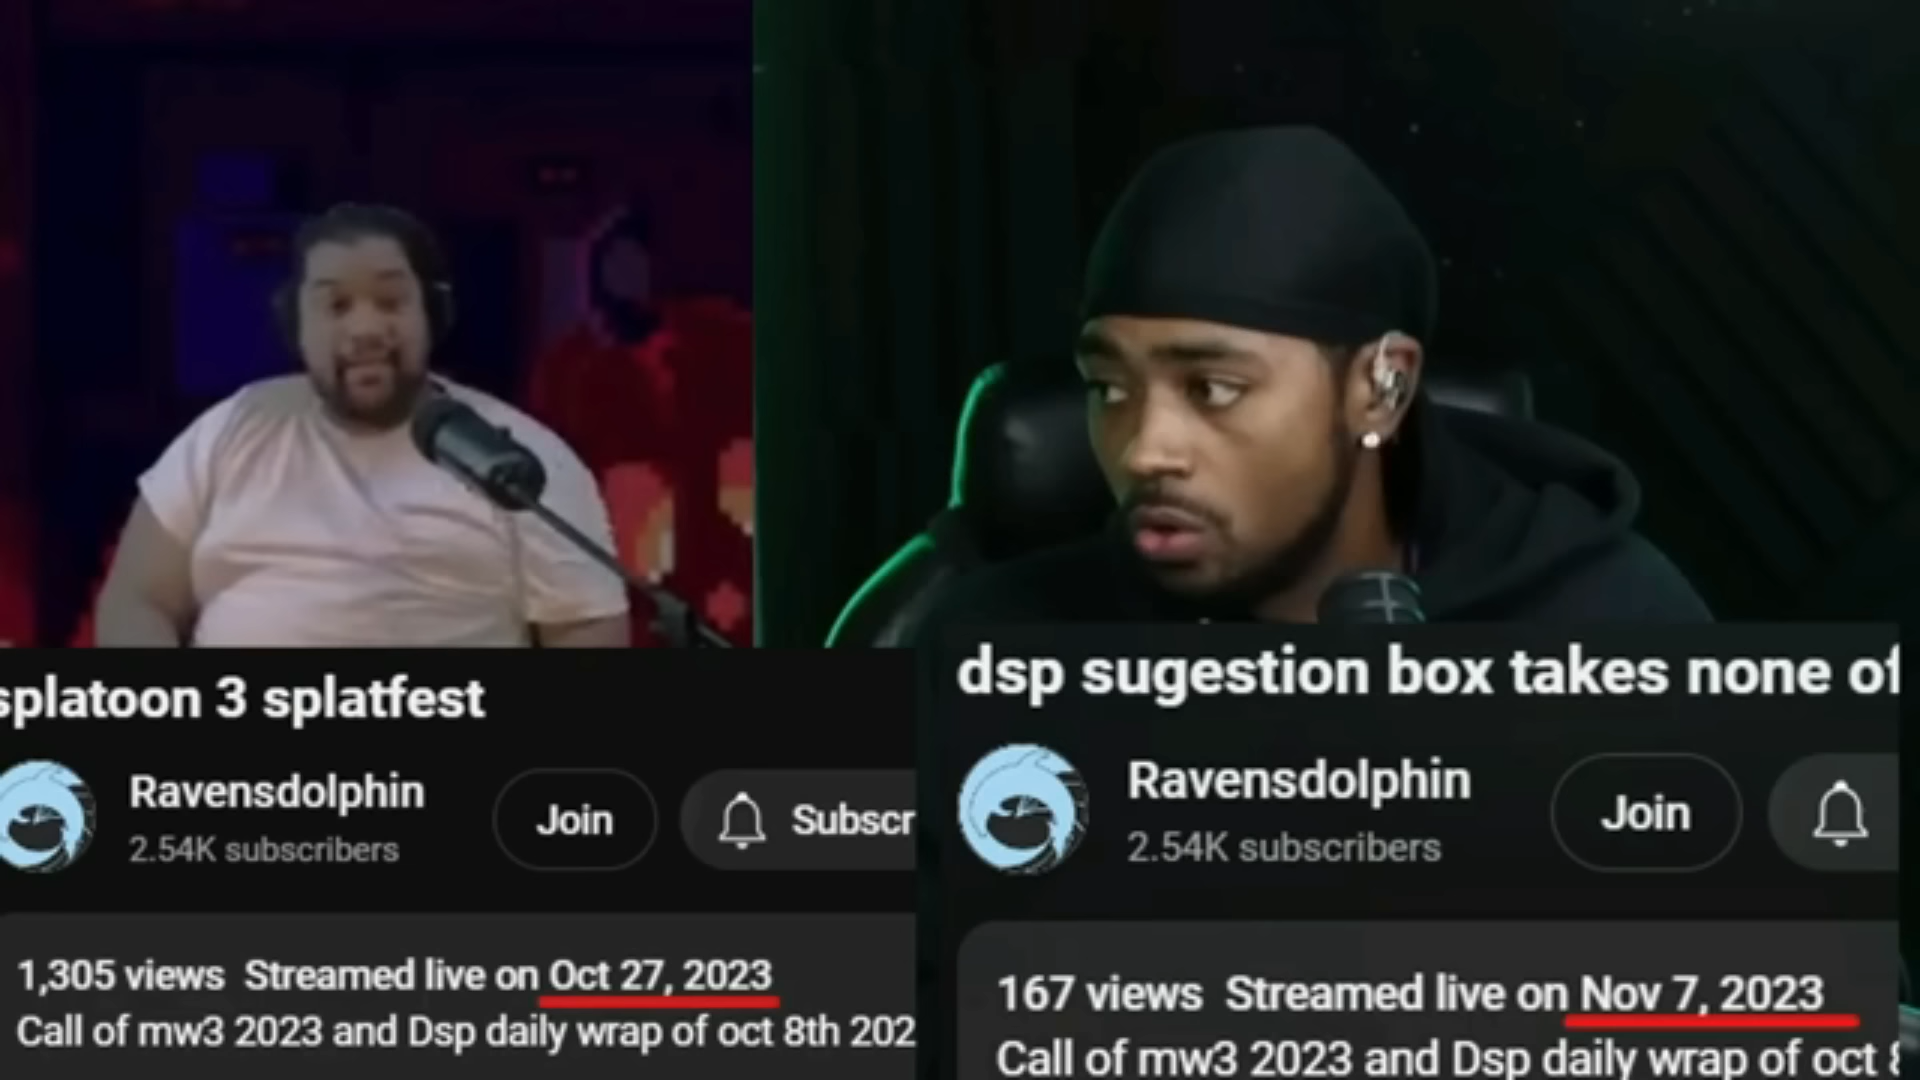 splatoon 3 splatfest
Ravensdolphin
Join
Subscr
2.54K subscribers
1,305 views Streamed live on Oct 27, 2023
Call of mw3 2023 and Dsp daily wrap of oct 8th 202
dsp sugestion box takes none of
Ravensdolphin
Join
2.54K subscribers
167 views Streamed live on Nov 7, 2023
Call of mw3 2023 and Dsp daily wrap of oct 8